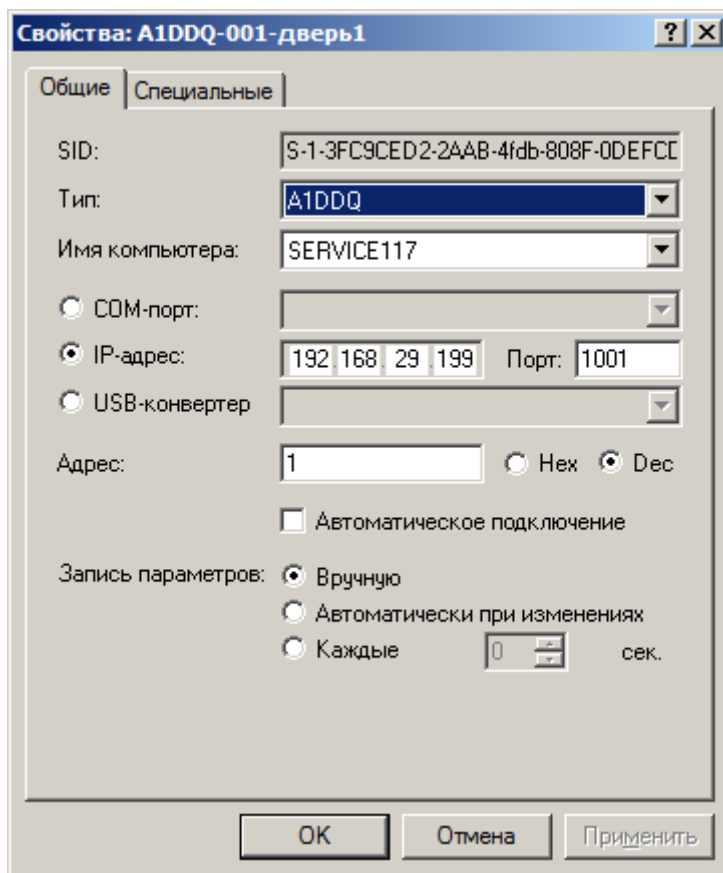 Свойства: A1DDQ-001-дверь1
Общие Специальные
SID: S-1-3FC9CED2-2AAB-4fdb-808F-0DEFCD
Тип: A1DDQ
Имя компьютера: SERVICE117
COM-порт:
IP-адрес: 192.168.29.199 Порт: 1001
USB-конвертер
Адрес: 1 Hex Dec
Автоматическое подключение
Запись параметров: Вручную
Автоматически при изменениях
Каждые 0 сек.
OK Отмена Применить